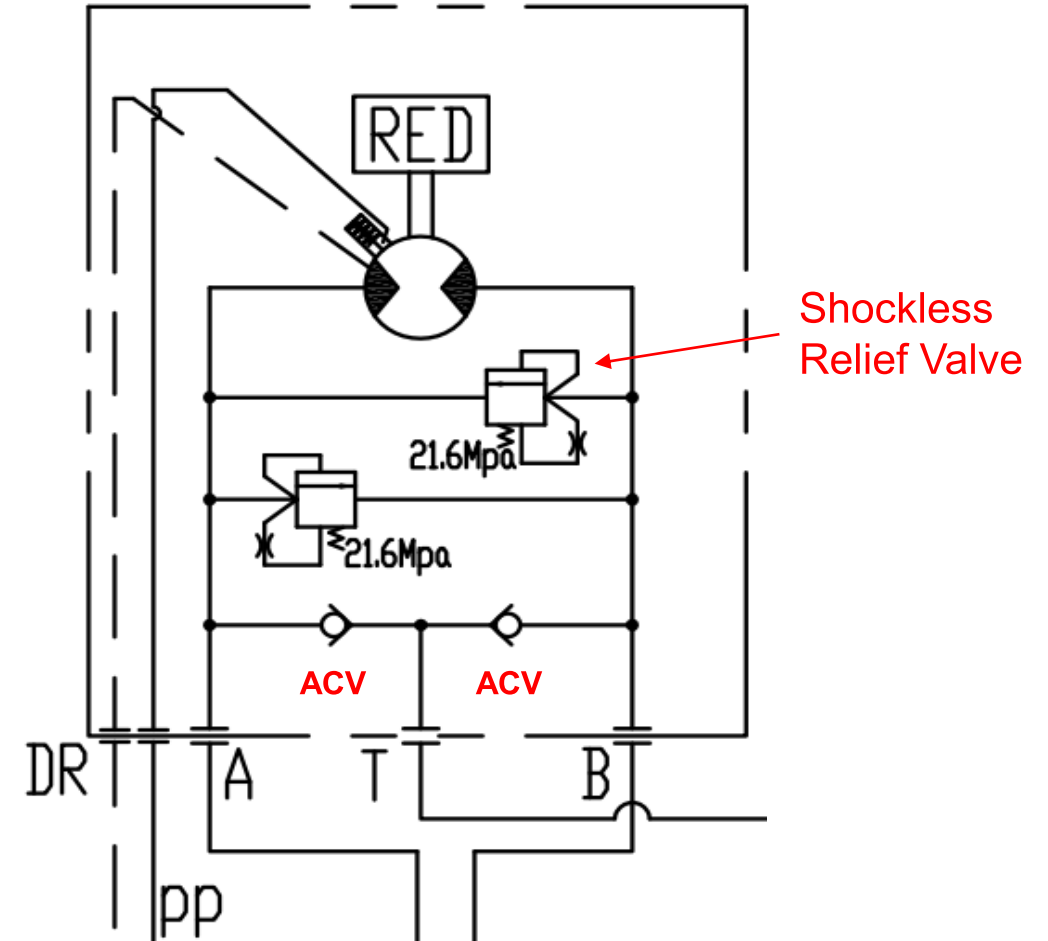 RED
Shockless
Relief Valve
21.6Mpa
21.6Mpa
ACV
ACV
DR
A
T
B
pp